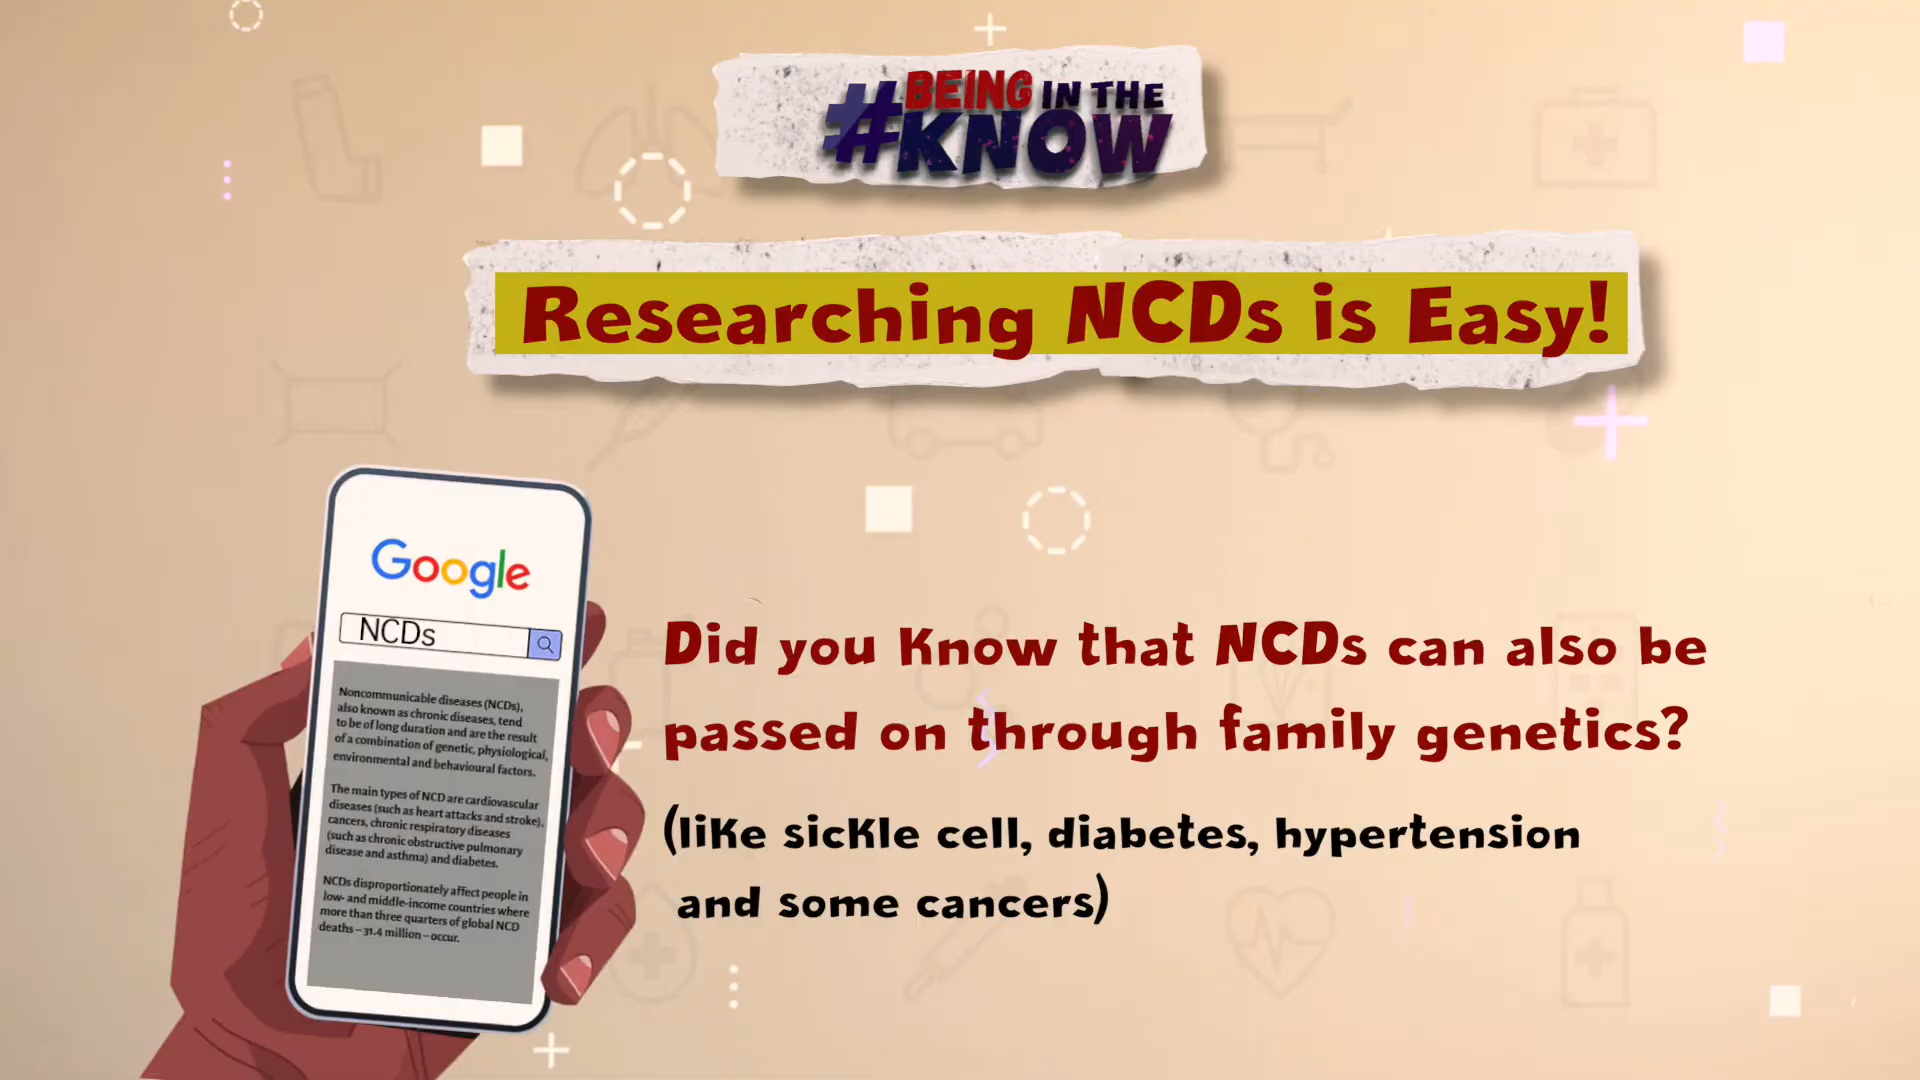 #BEING IN THE
KNOW
Researching NCDs is Easy!
Google
NCDs
Noncommunicable diseases (NCDs),
also known as chronic diseases, tend
to be of long duration and are the result
of a combination of genetic, physiological,
environmental and behavioural factors.
The main types of NCD are cardiovascular
diseases (such as heart attacks and stroke),
cancers, chronic respiratory diseases
(such as chronic obstructive pulmonary
disease and asthma) and diabetes.
NCDs disproportionately affect people in
low- and middle-income countries where
more than three quarters of global NCD
deaths – 31.4 million – occur.
Did you Know that NCDs can also be
passed on through family genetics?
(like sickle cell, diabetes, hypertension
and some cancers)